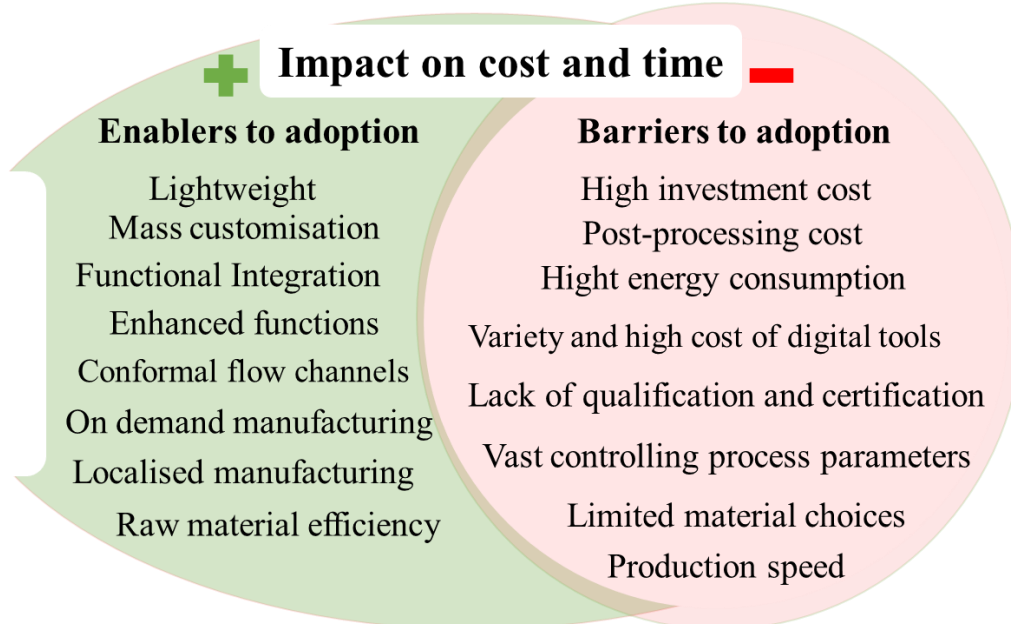 Impact on cost and time
Enablers to adoption
Lightweight
Mass customisation
Functional Integration
Enhanced functions
Conformal flow channels
On demand manufacturing
Localised manufacturing
Raw material efficiency
Barriers to adoption
High investment cost
Post-processing cost
Hight energy consumption
Variety and high cost of digital tools
Lack of qualification and certification
Vast controlling process parameters
Limited material choices
Production speed